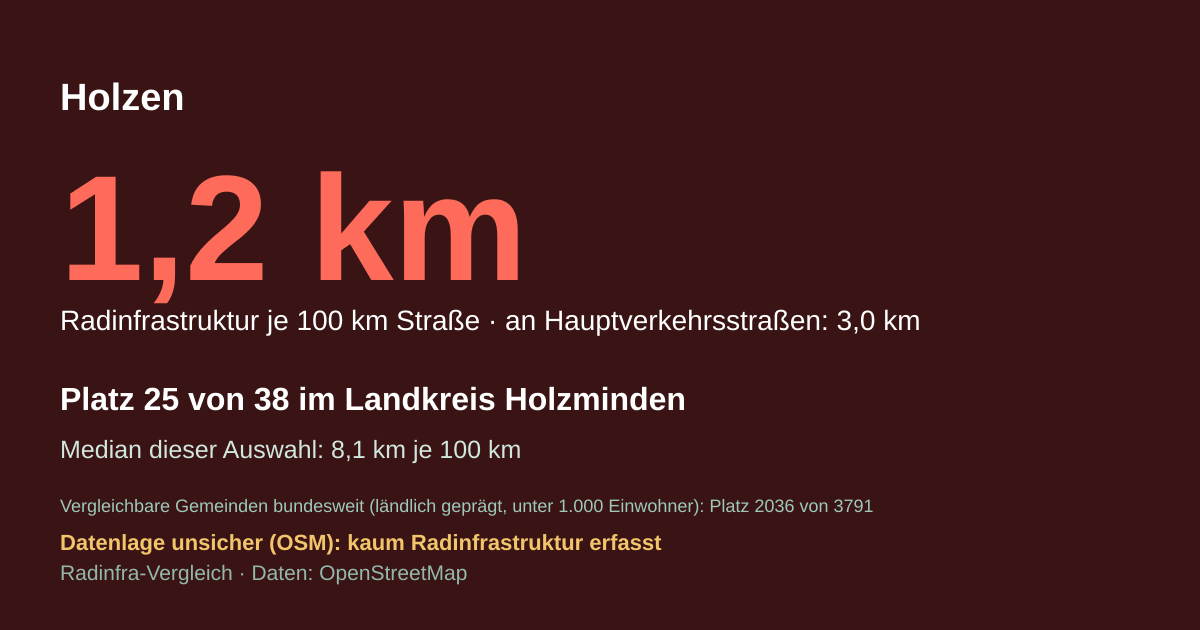 Holzen
1,2 km
Radinfrastruktur je 100 km Straße · an Hauptverkehrsstraßen: 3,0 km
Platz 25 von 38 im Landkreis Holzminden
Median dieser Auswahl: 8,1 km je 100 km
Vergleichbare Gemeinden bundesweit (ländlich geprägt, unter 1.000 Einwohner): Platz 2036 von 3791
Datenlage unsicher (OSM): kaum Radinfrastruktur erfasst
Radinfra-Vergleich · Daten: OpenStreetMap